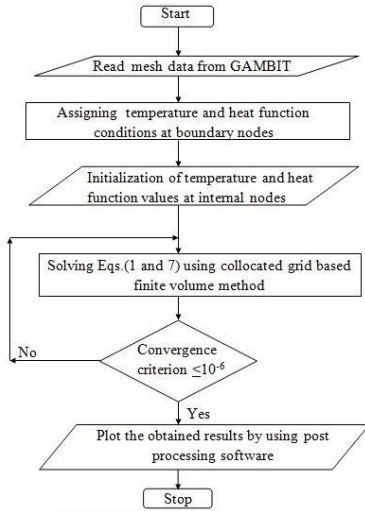 Start
Read mesh data from GAMBIT
Assigning temperature and heat function
conditions at boundary nodes
Initialization of temperature and heat
function values at internal nodes
Solving Eqs.(1 and 7) using collocated grid based
finite volume method
No
Convergence
criterion ≤10⁻⁶
Yes
Plot the obtained results by using post
processing software
Stop